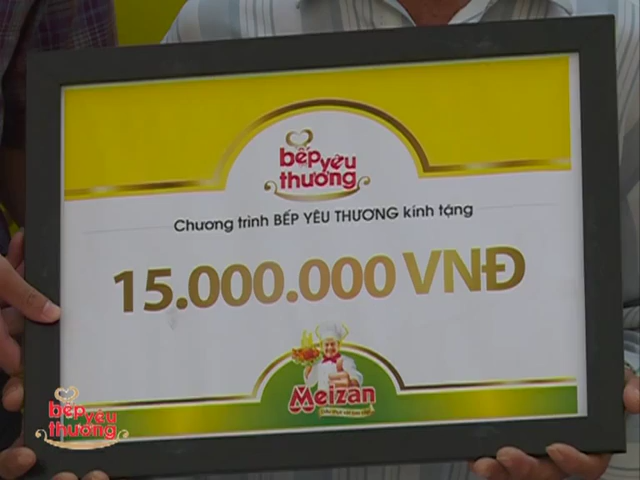 bếp yêu
thương
Chương trình BẾP YÊU THƯƠNG kính tặng
15.000.000 VNĐ
Meizan
bếp yêu
thương